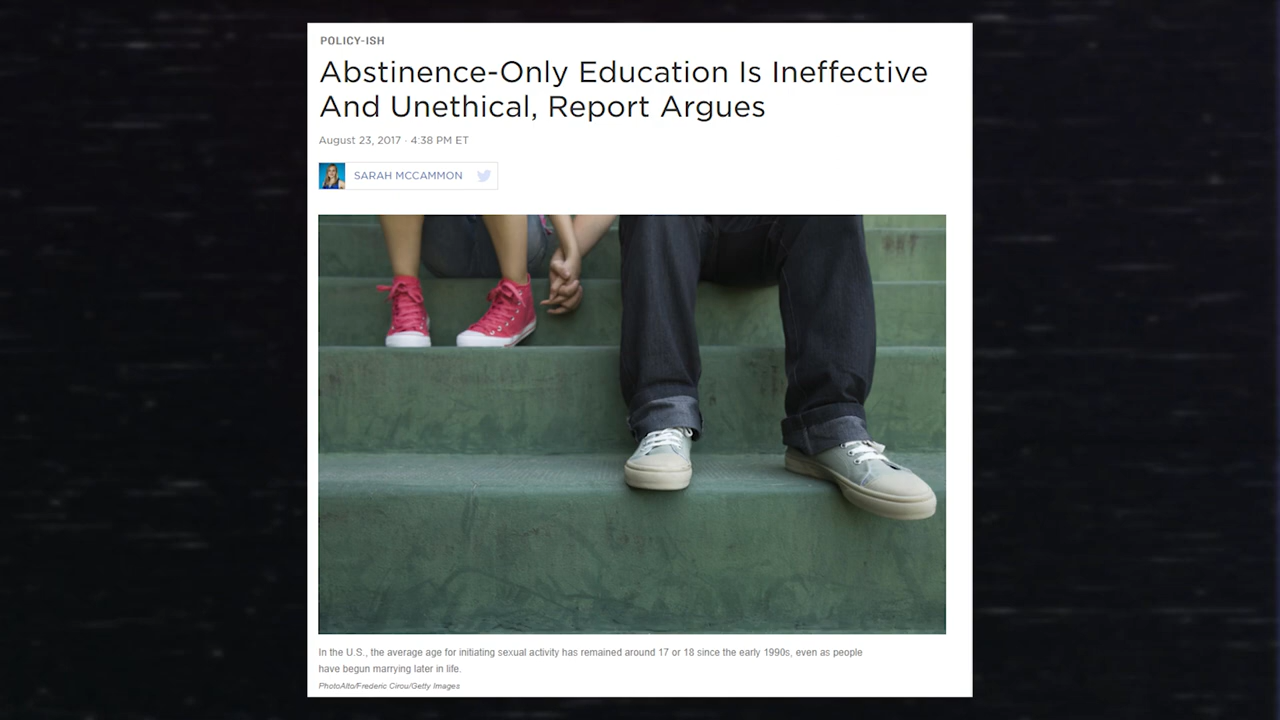 POLICY-ISH
Abstinence-Only Education Is Ineffective
And Unethical, Report Argues
August 23, 2017 · 4:38 PM ET
SARAH MCCAMMON
In the U.S., the average age for initiating sexual activity has remained around 17 or 18 since the early 1990s, even as people
have begun marrying later in life.
PhotoAlto/Frederic Cirou/Getty Images